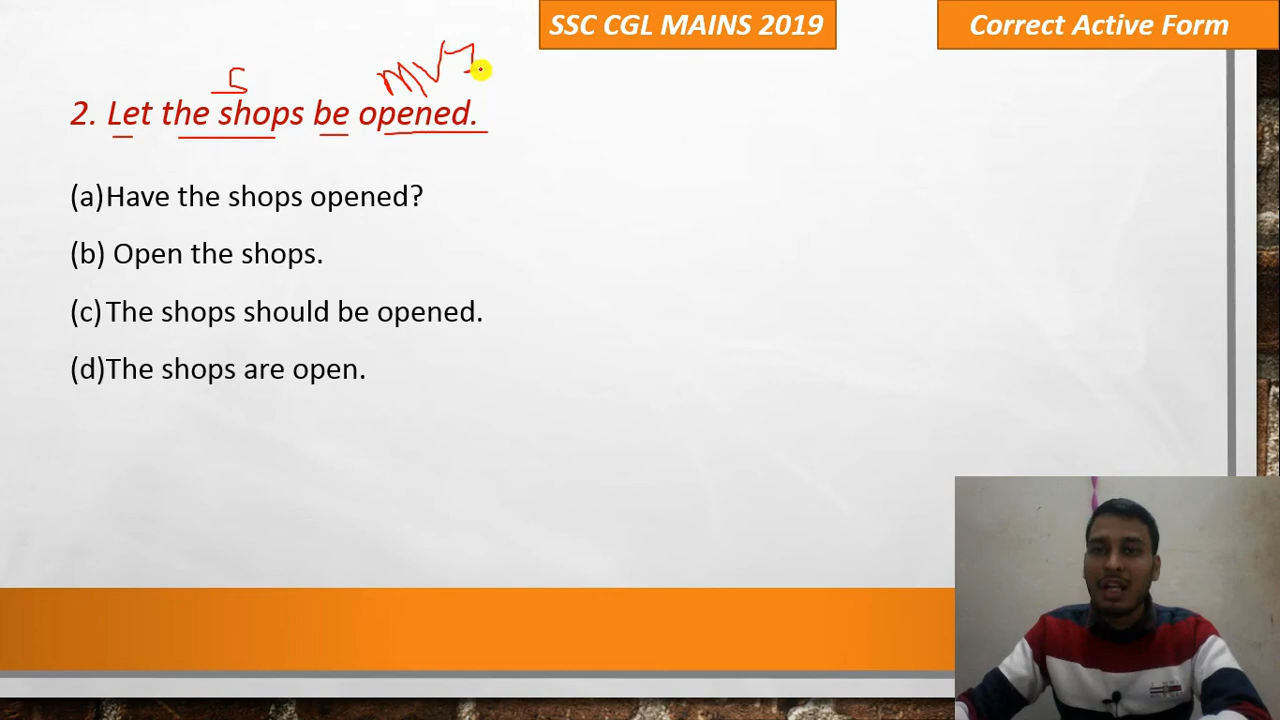 SSC CGL MAINS 2019
Correct Active Form
S
MV3
2. Let the shops be opened.
(a)Have the shops opened?
(b) Open the shops.
(c) The shops should be opened.
(d)The shops are open.